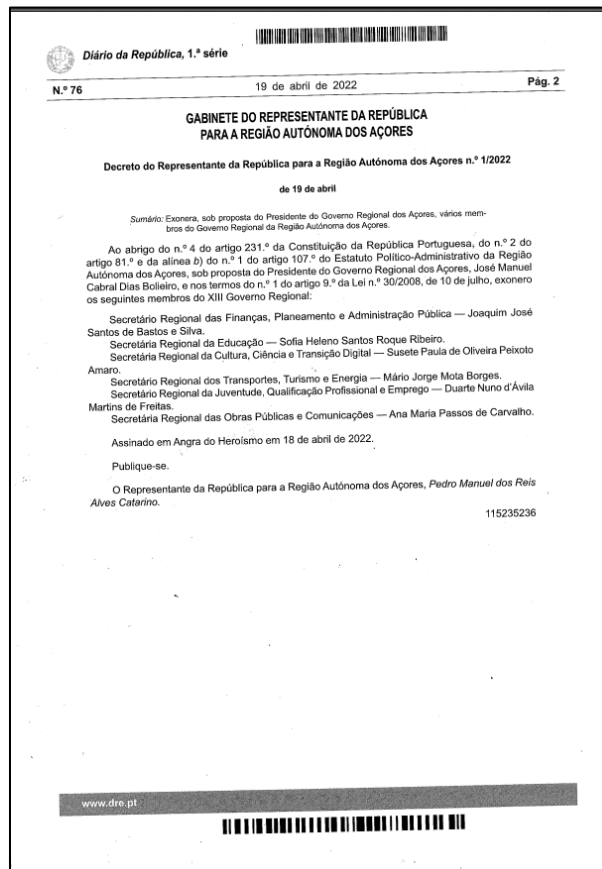 Diário da República, 1.ª série
N.º 76
19 de abril de 2022
Pág. 2
GABINETE DO REPRESENTANTE DA REPÚBLICA
PARA A REGIÃO AUTÓNOMA DOS AÇORES
Decreto do Representante da República para a Região Autónoma dos Açores n.º 1/2022
de 19 de abril
Sumário: Exonera, sob proposta do Presidente do Governo Regional dos Açores, vários mem-
bros do Governo Regional da Região Autónoma dos Açores.
Ao abrigo do n.º 4 do artigo 231.º da Constituição da República Portuguesa, do n.º 2 do
artigo 81.º e da alínea b) do n.º 1 do artigo 107.º do Estatuto Político-Administrativo da Região
Autónoma dos Açores, sob proposta do Presidente do Governo Regional dos Açores, José Manuel
Cabral Dias Bolieiro, e nos termos do n.º 1 do artigo 9.º da Lei n.º 30/2008, de 10 de julho, exonero
os seguintes membros do XIII Governo Regional:
Secretário Regional das Finanças, Planeamento e Administração Pública — Joaquim José
Santos de Bastos e Silva.
Secretária Regional da Educação — Sofia Heleno Santos Roque Ribeiro.
Secretária Regional da Cultura, Ciência e Transição Digital — Susete Paula de Oliveira Peixoto
Amaro.
Secretário Regional dos Transportes, Turismo e Energia — Mário Jorge Mota Borges.
Secretário Regional da Juventude, Qualificação Profissional e Emprego — Duarte Nuno d'Ávila
Martins de Freitas.
Secretária Regional das Obras Públicas e Comunicações — Ana Maria Passos de Carvalho.
Assinado em Angra do Heroísmo em 18 de abril de 2022.
Publique-se.
O Representante da República para a Região Autónoma dos Açores, Pedro Manuel dos Reis
Alves Catarino.
115235236
www.dre.pt